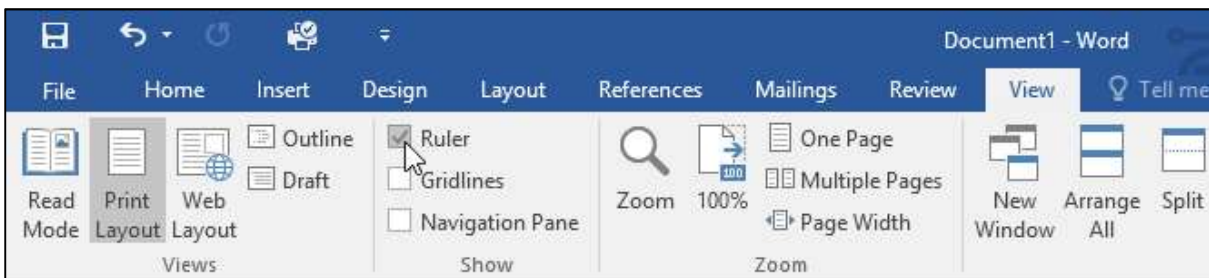 Document1 - Word
File Home Insert Design Layout References Mailings Review View Tell me
Read Mode
Print Layout
Web Layout
Outline
Draft
Views
Ruler
Gridlines
Navigation Pane
Show
Zoom
100
100%
One Page
Multiple Pages
Page Width
Zoom
New Window
Arrange All
Split